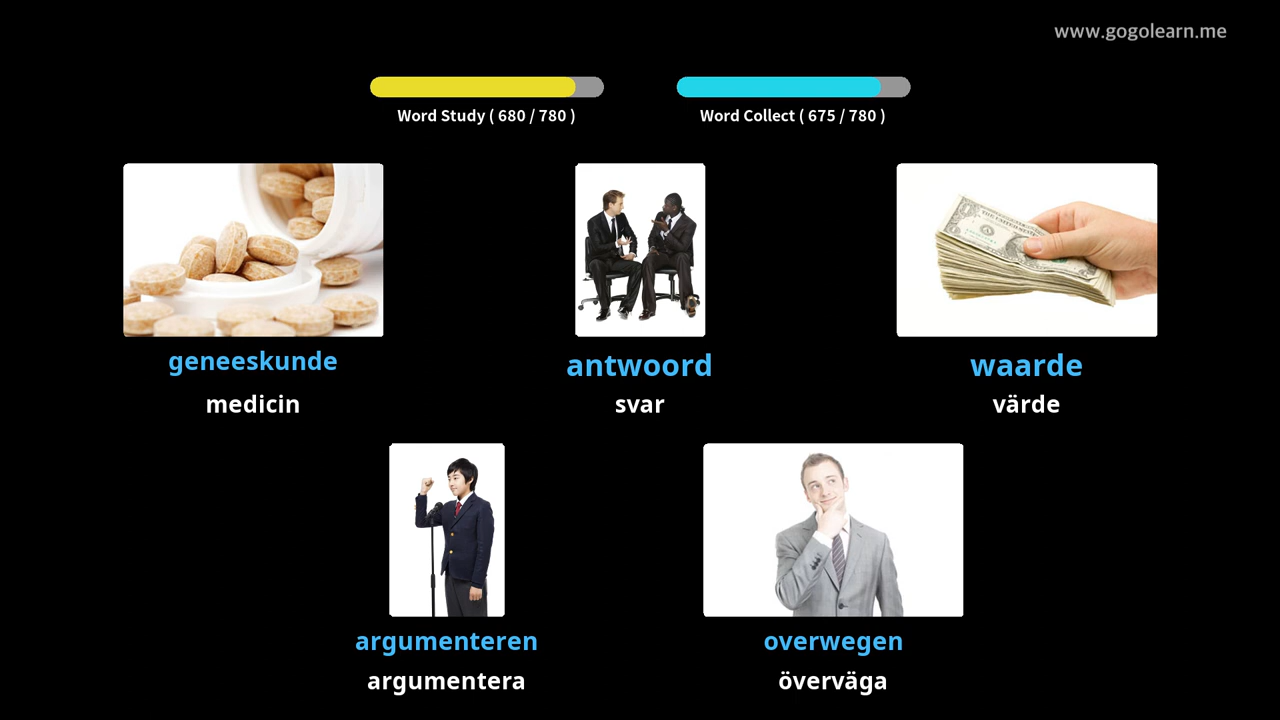 www.gogolearn.me
Word Study ( 680 / 780 )
Word Collect ( 675 / 780 )
geneeskunde
medicin
antwoord
svar
waarde
värde
argumenteren
argumentera
overwegen
överväga